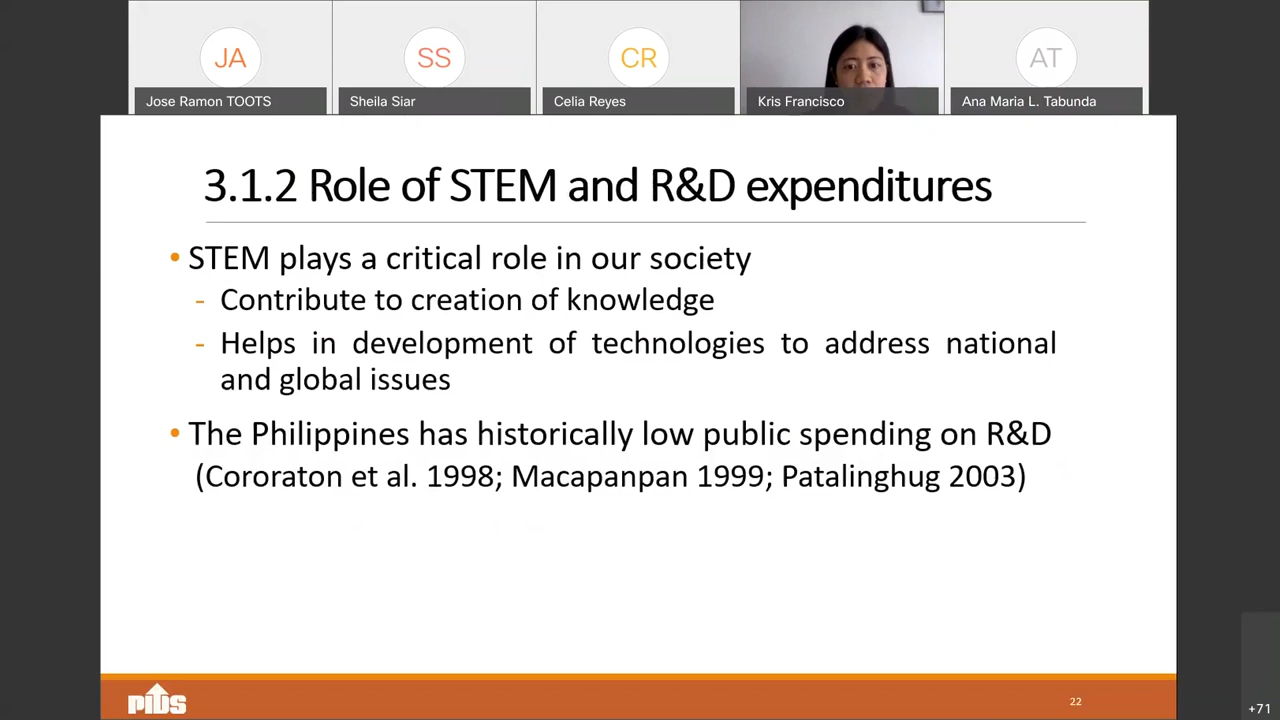 JA
SS
CR
AT
Jose Ramon TOOTS
Sheila Siar
Celia Reyes
Kris Francisco
Ana Maria L. Tabunda
3.1.2 Role of STEM and R&D expenditures
• STEM plays a critical role in our society
- Contribute to creation of knowledge
- Helps in development of technologies to address national
and global issues
• The Philippines has historically low public spending on R&D
(Cororaton et al. 1998; Macapanpan 1999; Patalinghug 2003)
PIDS
22
+71